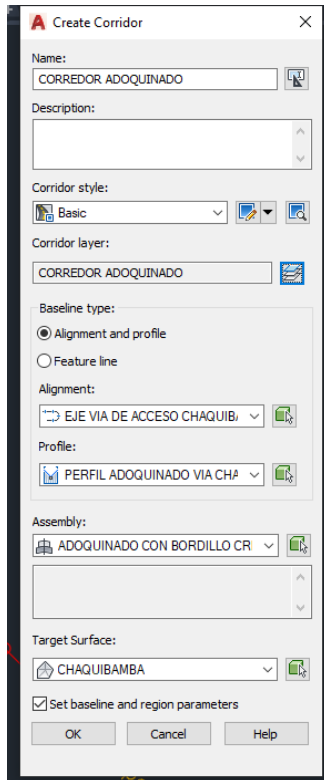 Create Corridor
Name:
CORREDOR ADOQUINADO
Description:
Corridor style:
Basic
Corridor layer:
CORREDOR ADOQUINADO
Baseline type:
Alignment and profile
Feature line
Alignment:
EJE VIA DE ACCESO CHAQUIB
Profile:
PERFIL ADOQUINADO VIA CHA
Assembly:
ADOQUINADO CON BORDILLO CR
Target Surface:
CHAQUIBAMBA
Set baseline and region parameters
OK Cancel Help